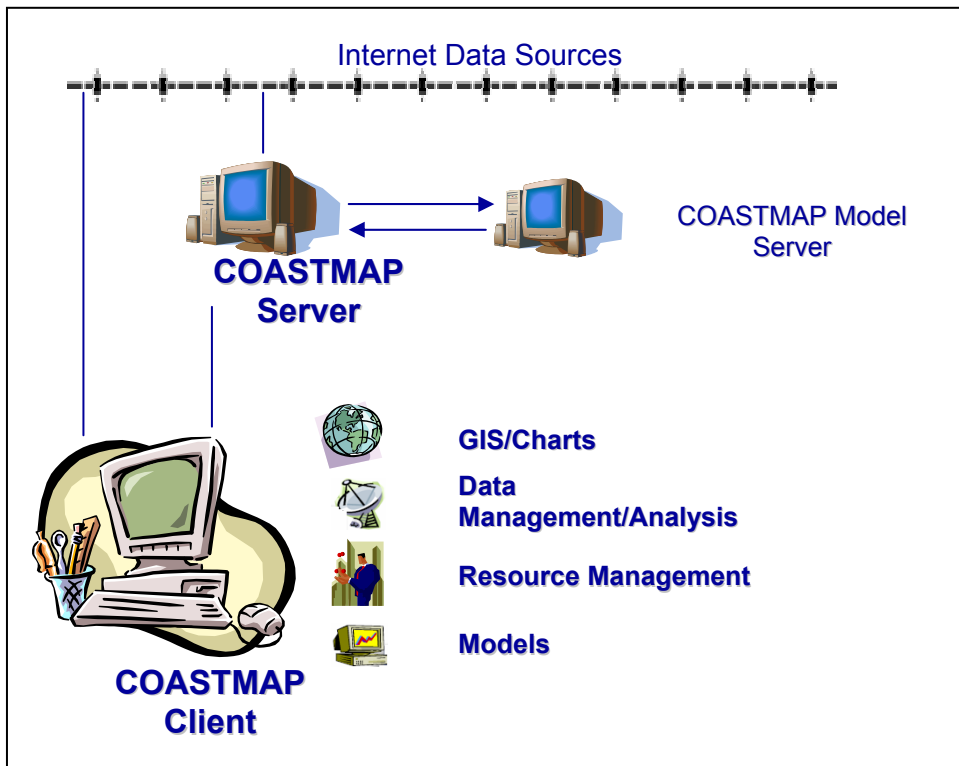 Internet Data Sources
COASTMAP Model
Server
COASTMAP
Server
GIS/Charts
Data
Management/Analysis
Resource Management
Models
COASTMAP
Client